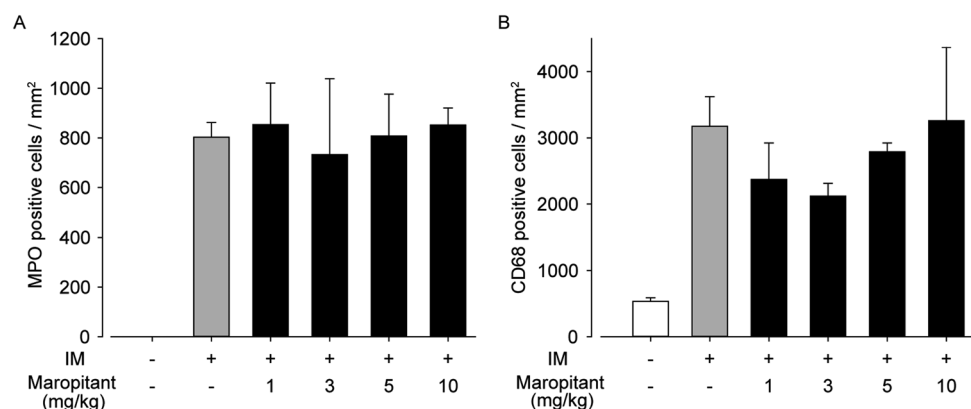 A
MPO positive cells / mm²
1200
1000
800
600
400
200
0
IM - + + + + +
Maropitant - - 1 3 5 10
(mg/kg)
B
CD68 positive cells / mm²
4000
3000
2000
1000
0
IM - + + + + +
Maropitant - - 1 3 5 10
(mg/kg)